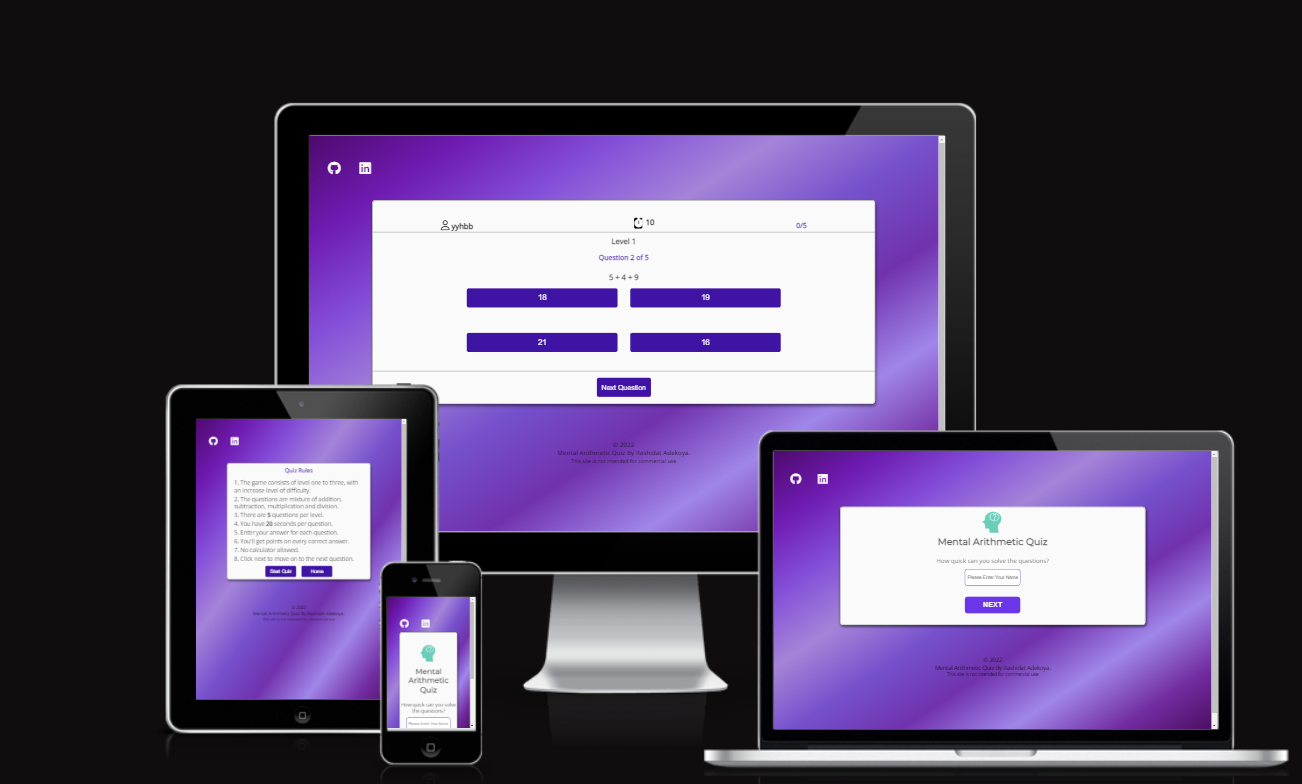 yyhbb
10
0/5
Level 1
Question 2 of 5
5 + 4 + 9
18
19
21
16
Next Question
© 2022
Mental Arithmetic Quiz By Rashidat Adekoya.
This site is not intended for commercial use
Quiz Rules
1. The game consists of level one to three, with
an increase level of difficulty.
2. The questions are mixture of addition,
subtraction, multiplication and division.
3. There are 5 questions per level.
4. You have 20 seconds per question.
5. Enter your answer for each question.
6. You'll get points on every correct answer.
7. No calculator allowed.
8. Click next to move on to the next question.
Start Quiz
Home
© 2022
Mental Arithmetic Quiz By Rashidat Adekoya.
This site is not intended for commercial use
Mental
Arithmetic
Quiz
How quick can you solve
the questions?
Please Enter Your Name
in
Mental Arithmetic Quiz
How quick can you solve the questions?
Please Enter Your Name
NEXT
© 2022
Mental Arithmetic Quiz By Rashidat Adekoya.
This site is not intended for commercial use